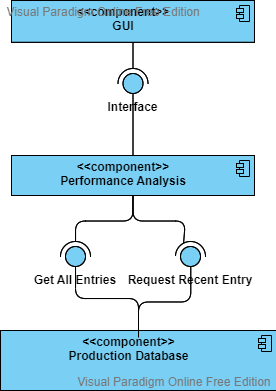 <<component>>
Visual Paradigm Online Free Edition
GUI
Interface
<<component>>
Performance Analysis
Get All Entries
Request Recent Entry
<<component>>
Production Database
Visual Paradigm Online Free Edition